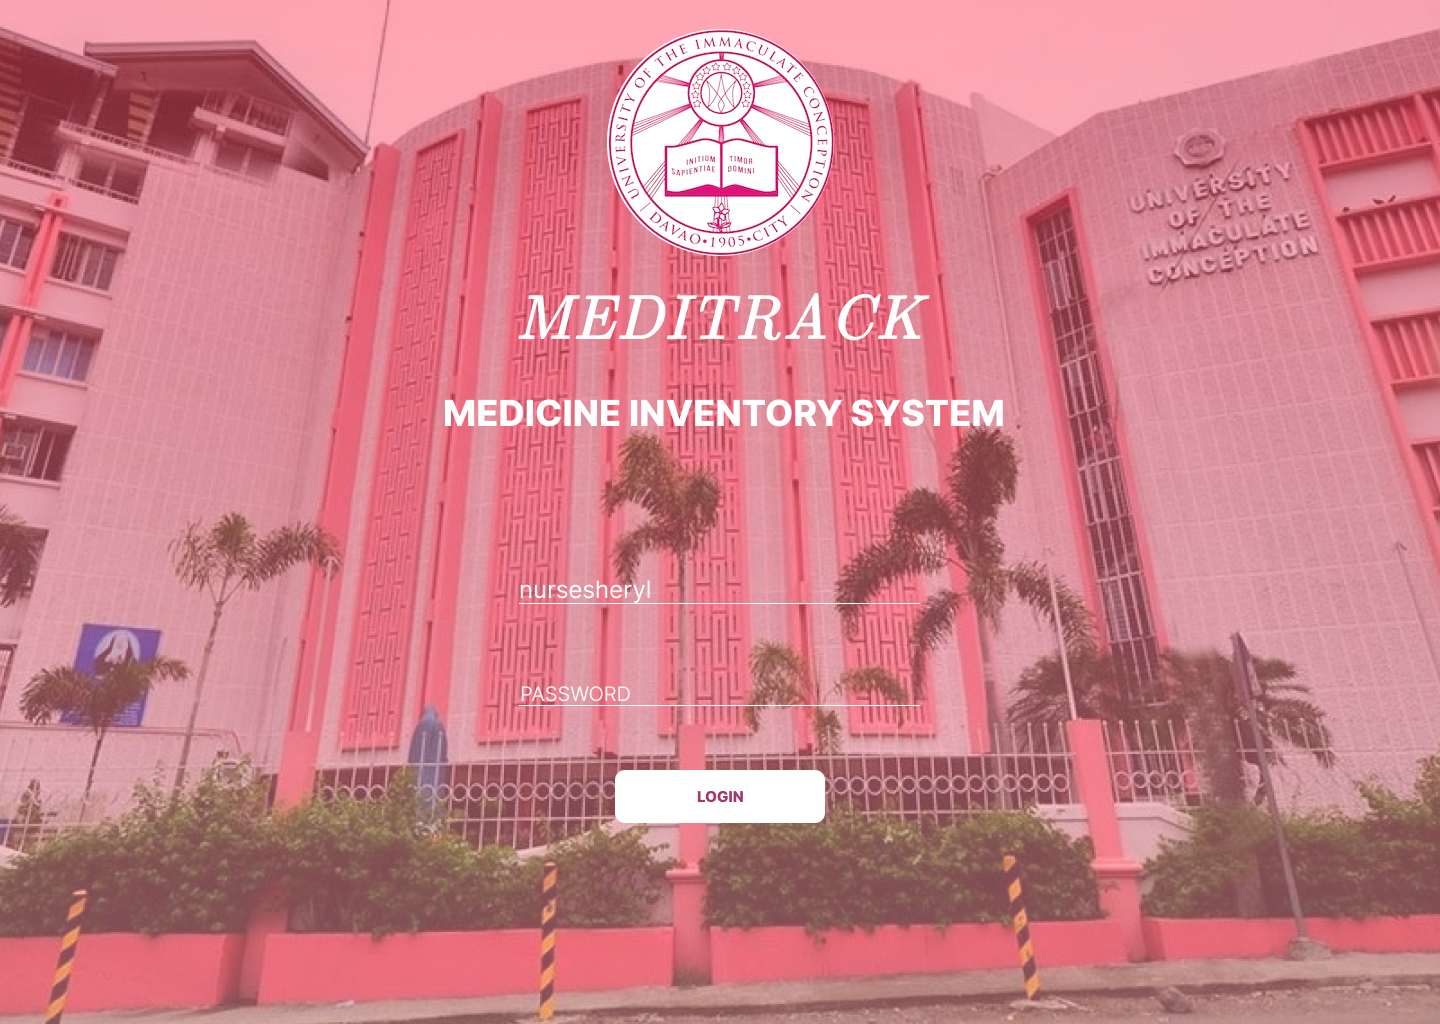 UNIVERSITY OF THE IMMACULATE CONCEPTION
INITIUM
SAPIENTIAE
TIMOR
DOMINI
DAVAO•1905•CITY
UNIVERSITY
OF THE
IMMACULATE
CONCEPTION
MEDITRACK
MEDICINE INVENTORY SYSTEM
nursesheryl
PASSWORD
LOGIN